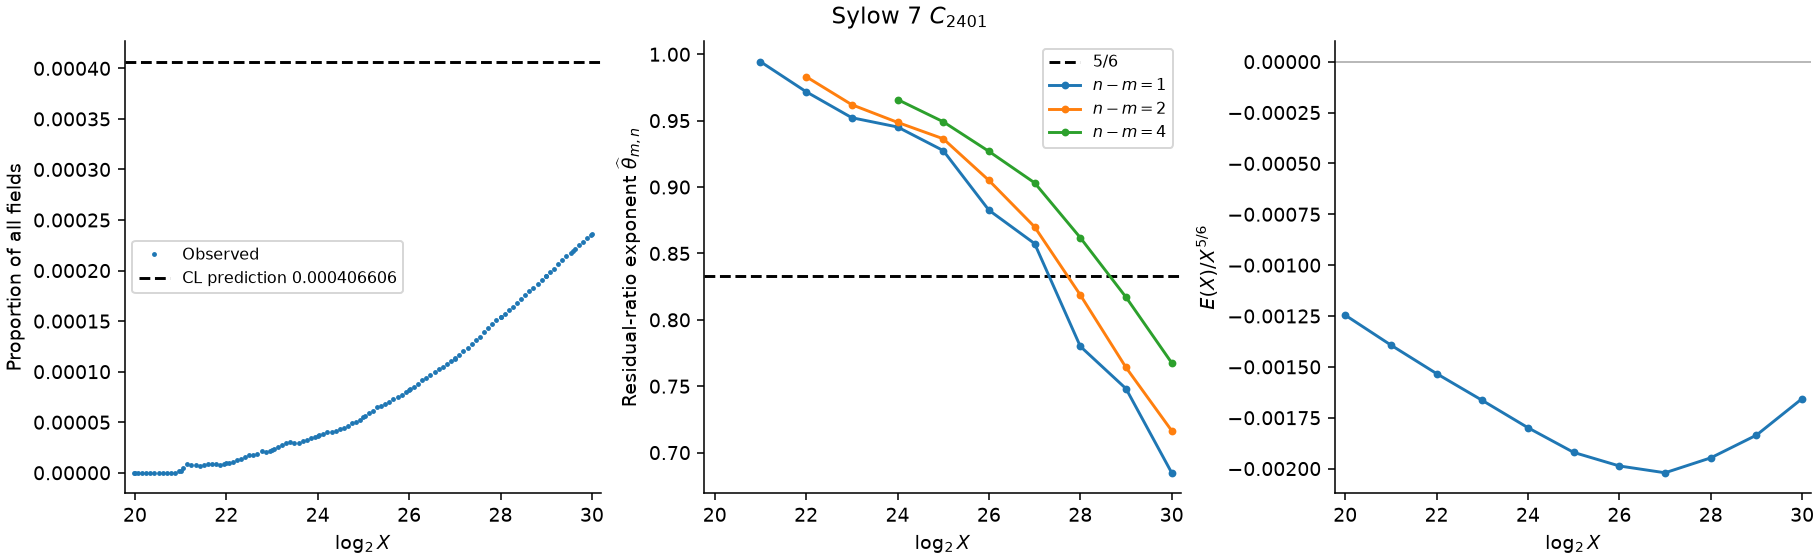 Sylow 7 C₂₄₀₁
Proportion of all fields
0.00040
0.00035
0.00030
0.00025
0.00020
0.00015
0.00010
0.00005
0.00000
Observed
CL prediction 0.000406606
20 22 24 26 28 30
log₂ X
Residual-ratio exponent θ̂ₘ,ₙ
1.00
0.95
0.90
0.85
0.80
0.75
0.70
5/6
n − m = 1
n − m = 2
n − m = 4
20 22 24 26 28 30
log₂ X
E(X)/X^{5/6}
0.00000
−0.00025
−0.00050
−0.00075
−0.00100
−0.00125
−0.00150
−0.00175
−0.00200
20 22 24 26 28 30
log₂ X